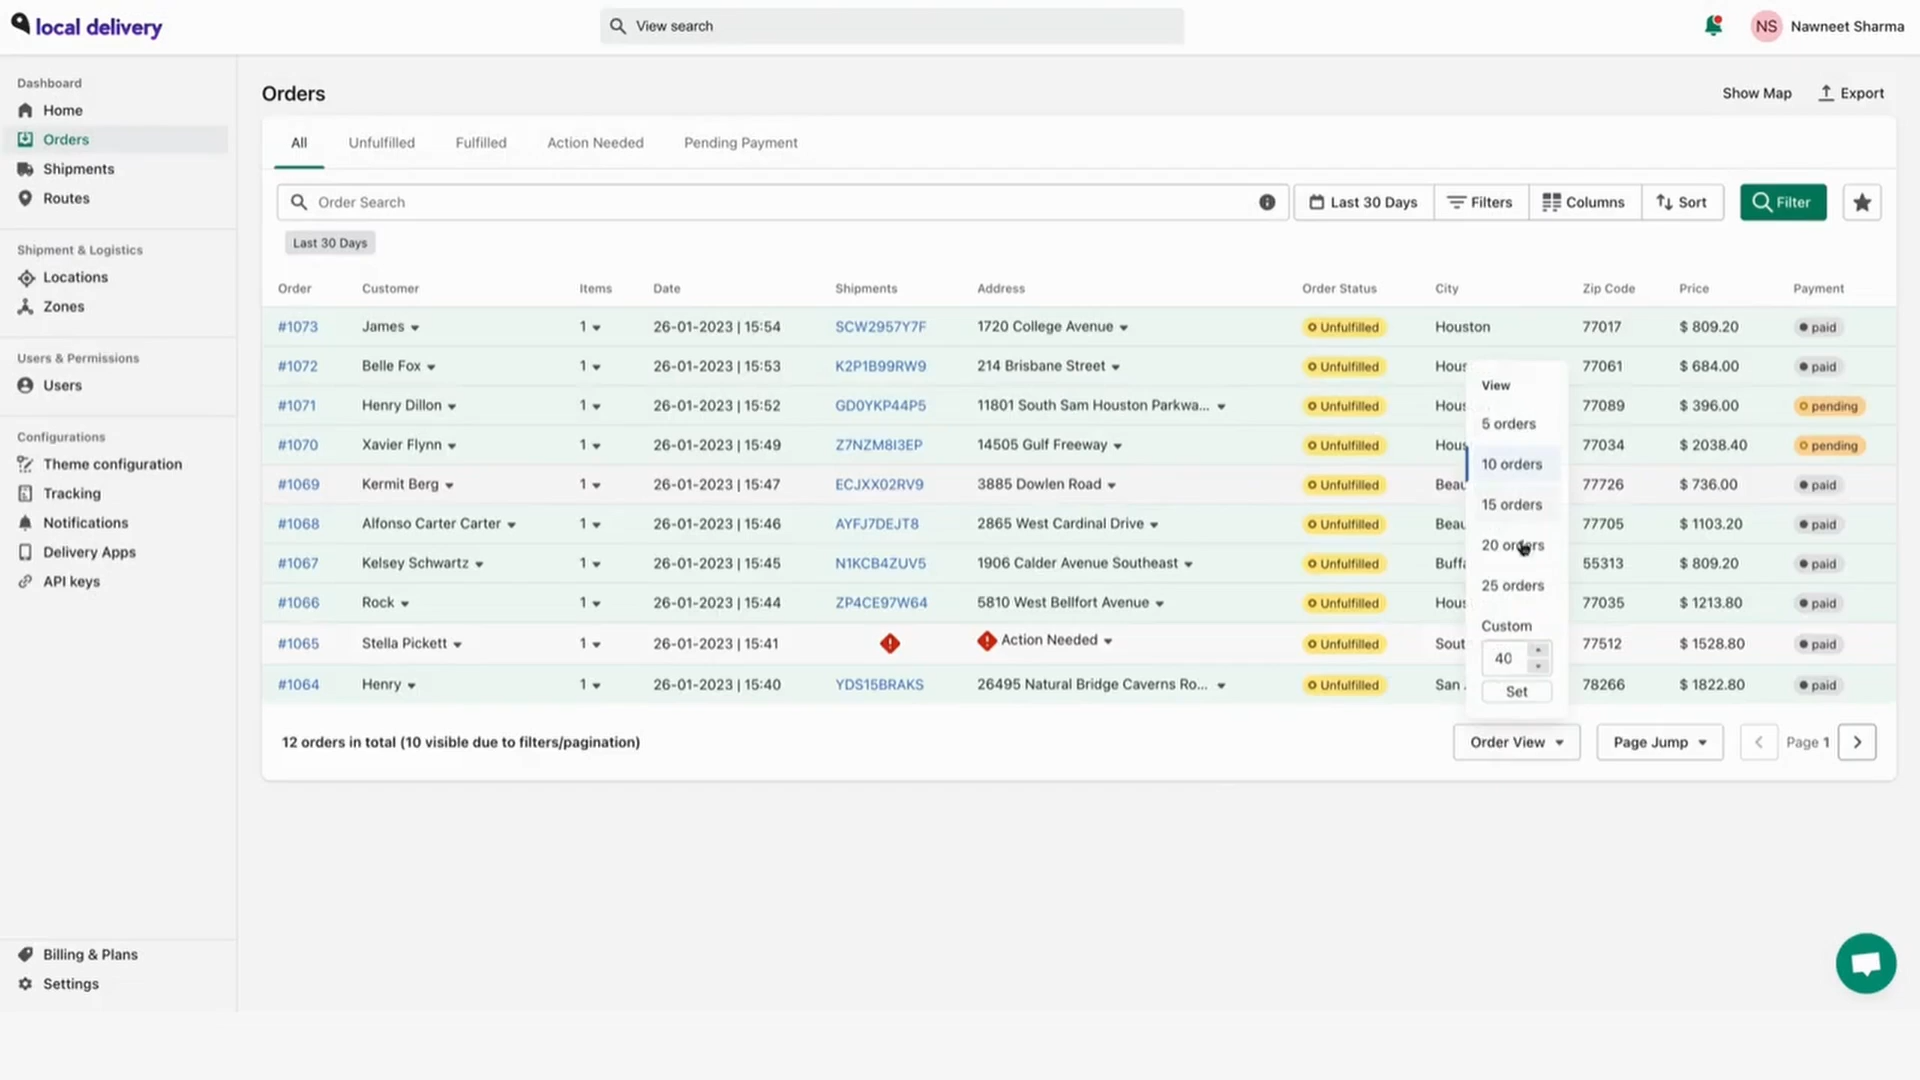 local delivery
View search
NS Nawneet Sharma
Dashboard
Home
Orders
Shipments
Routes
Shipment & Logistics
Locations
Zones
Users & Permissions
Users
Configurations
Theme configuration
Tracking
Notifications
Delivery Apps
API keys
Billing & Plans
Settings
Orders
Show Map Export
All Unfulfilled Fulfilled Action Needed Pending Payment
Order Search Last 30 Days Filters Columns Sort Filter
Last 30 Days
Order Customer Items Date Shipments Address Order Status City Zip Code Price Payment
#1073 James 1 26-01-2023 | 15:54 SCW2957Y7F 1720 College Avenue Unfulfilled Houston 77017 $ 809.20 paid
#1072 Belle Fox 1 26-01-2023 | 15:53 K2P1B99RW9 214 Brisbane Street Unfulfilled Hous 77061 $ 684.00 paid
#1071 Henry Dillon 1 26-01-2023 | 15:52 GD0YKP44P5 11801 South Sam Houston Parkwa... Unfulfilled Hous 77089 $ 396.00 pending
#1070 Xavier Flynn 1 26-01-2023 | 15:49 Z7NZM8I3EP 14505 Gulf Freeway Unfulfilled Hous 77034 $ 2038.40 pending
#1069 Kermit Berg 1 26-01-2023 | 15:47 ECJXX02RV9 3885 Dowlen Road Unfulfilled Beau 77726 $ 736.00 paid
#1068 Alfonso Carter Carter 1 26-01-2023 | 15:46 AYFJ7DEJT8 2865 West Cardinal Drive Unfulfilled Beau 77705 $ 1103.20 paid
#1067 Kelsey Schwartz 1 26-01-2023 | 15:45 N1KCB4ZUV5 1906 Calder Avenue Southeast Unfulfilled Buffa 55313 $ 809.20 paid
#1066 Rock 1 26-01-2023 | 15:44 ZP4CE97W64 5810 West Bellfort Avenue Unfulfilled Hous 77035 $ 1213.80 paid
#1065 Stella Pickett 1 26-01-2023 | 15:41 Action Needed Unfulfilled Sout 77512 $ 1528.80 paid
#1064 Henry 1 26-01-2023 | 15:40 YDS15BRAKS 26495 Natural Bridge Caverns Ro... Unfulfilled San 78266 $ 1822.80 paid
View
5 orders
10 orders
15 orders
20 orders
25 orders
Custom
40
Set
12 orders in total (10 visible due to filters/pagination) Order View Page Jump Page 1